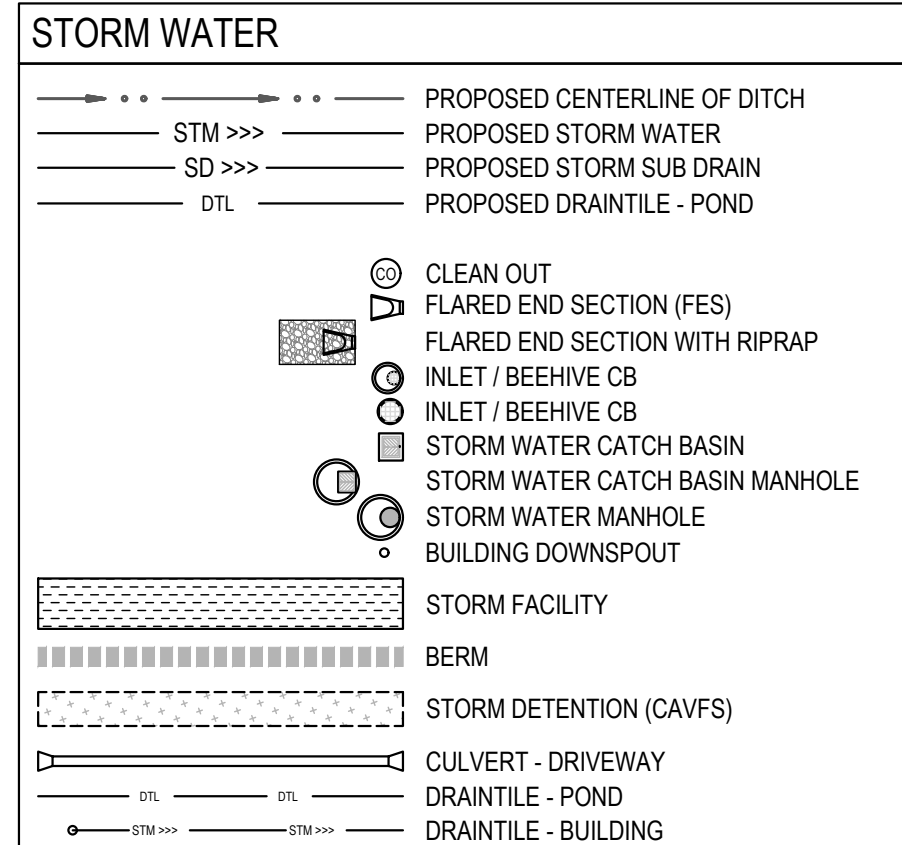 STORM WATER
PROPOSED CENTERLINE OF DITCH
STM >>> PROPOSED STORM WATER
SD >>> PROPOSED STORM SUB DRAIN
DTL PROPOSED DRAINTILE - POND
CO CLEAN OUT
FLARED END SECTION (FES)
FLARED END SECTION WITH RIPRAP
INLET / BEEHIVE CB
INLET / BEEHIVE CB
STORM WATER CATCH BASIN
STORM WATER CATCH BASIN MANHOLE
STORM WATER MANHOLE
BUILDING DOWNSPOUT
STORM FACILITY
BERM
STORM DETENTION (CAVFS)
CULVERT - DRIVEWAY
DTL DTL DRAINTILE - POND
STM >>> STM >>> DRAINTILE - BUILDING